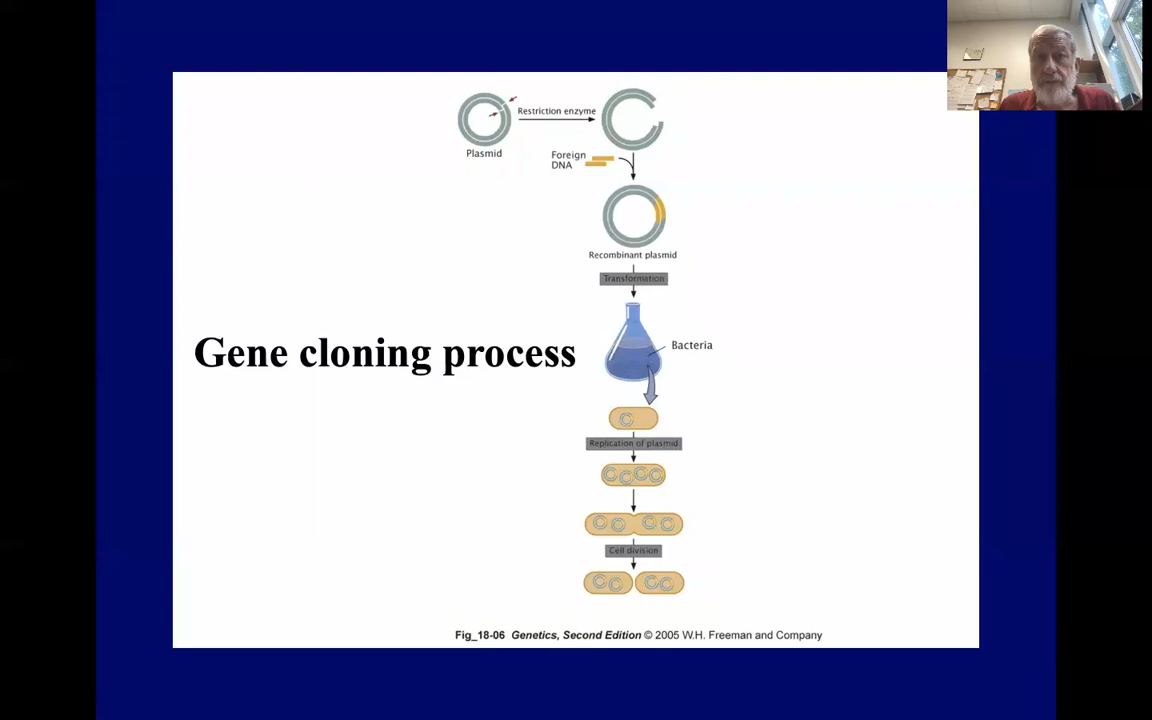 Restriction enzyme
Plasmid
Foreign
DNA
Recombinant plasmid
Transformation
Gene cloning process
Bacteria
Replication of plasmid
Cell division
Fig_18-06 Genetics, Second Edition © 2005 W.H. Freeman and Company